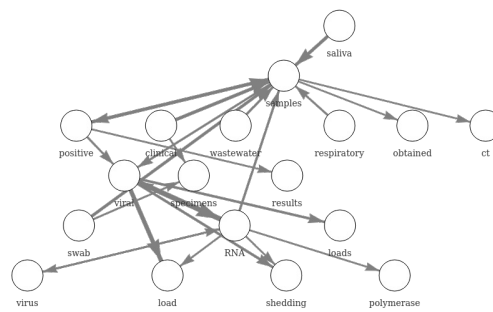 saliva
samples
positive clinical wastewater respiratory obtained ct
viral specimens results
swab RNA loads
virus load shedding polymerase